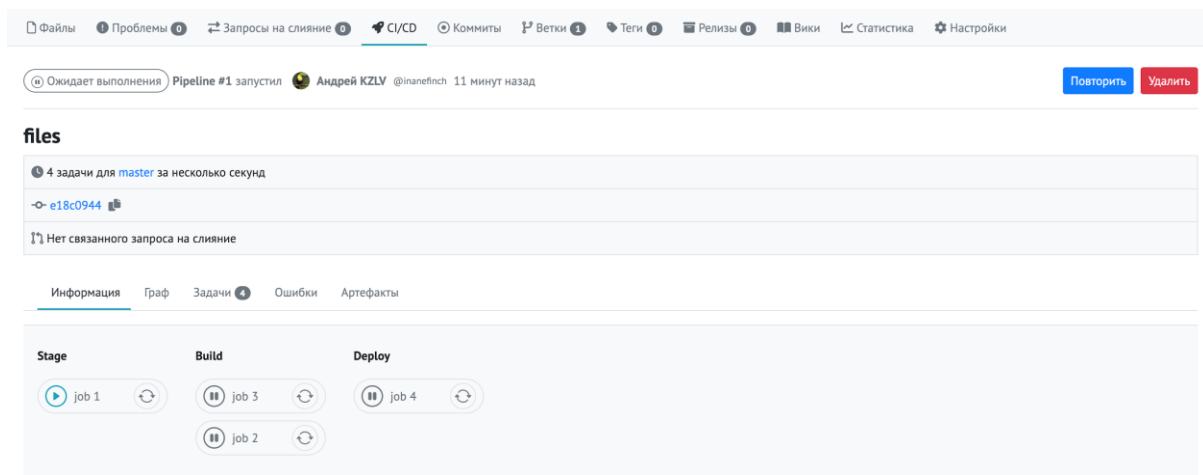 Файлы Проблемы 0 Запросы на слияние 0 CI/CD Коммиты Ветки 1 Теги 0 Релизы 0 Вики Статистика Настройки
Ожидает выполнения Pipeline #1 запустил Андрей KZLV @inanefinch 11 минут назад Повторить Удалить
files
4 задачи для master за несколько секунд
e18c0944
Нет связанного запроса на слияние
Информация Граф Задачи 4 Ошибки Артефакты
Stage Build Deploy
job 1 job 3 job 4
job 2